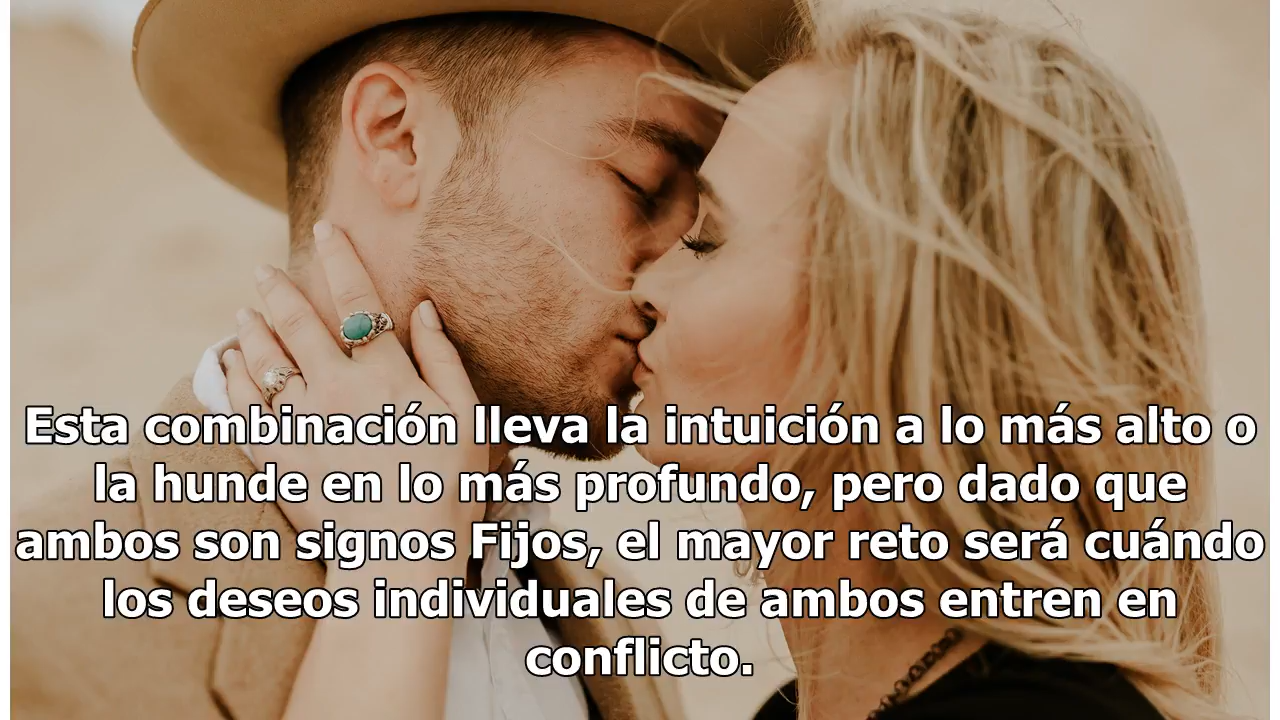 Esta combinación lleva la intuición a lo más alto o
la hunde en lo más profundo, pero dado que
ambos son signos Fijos, el mayor reto será cuándo
los deseos individuales de ambos entren en
conflicto.